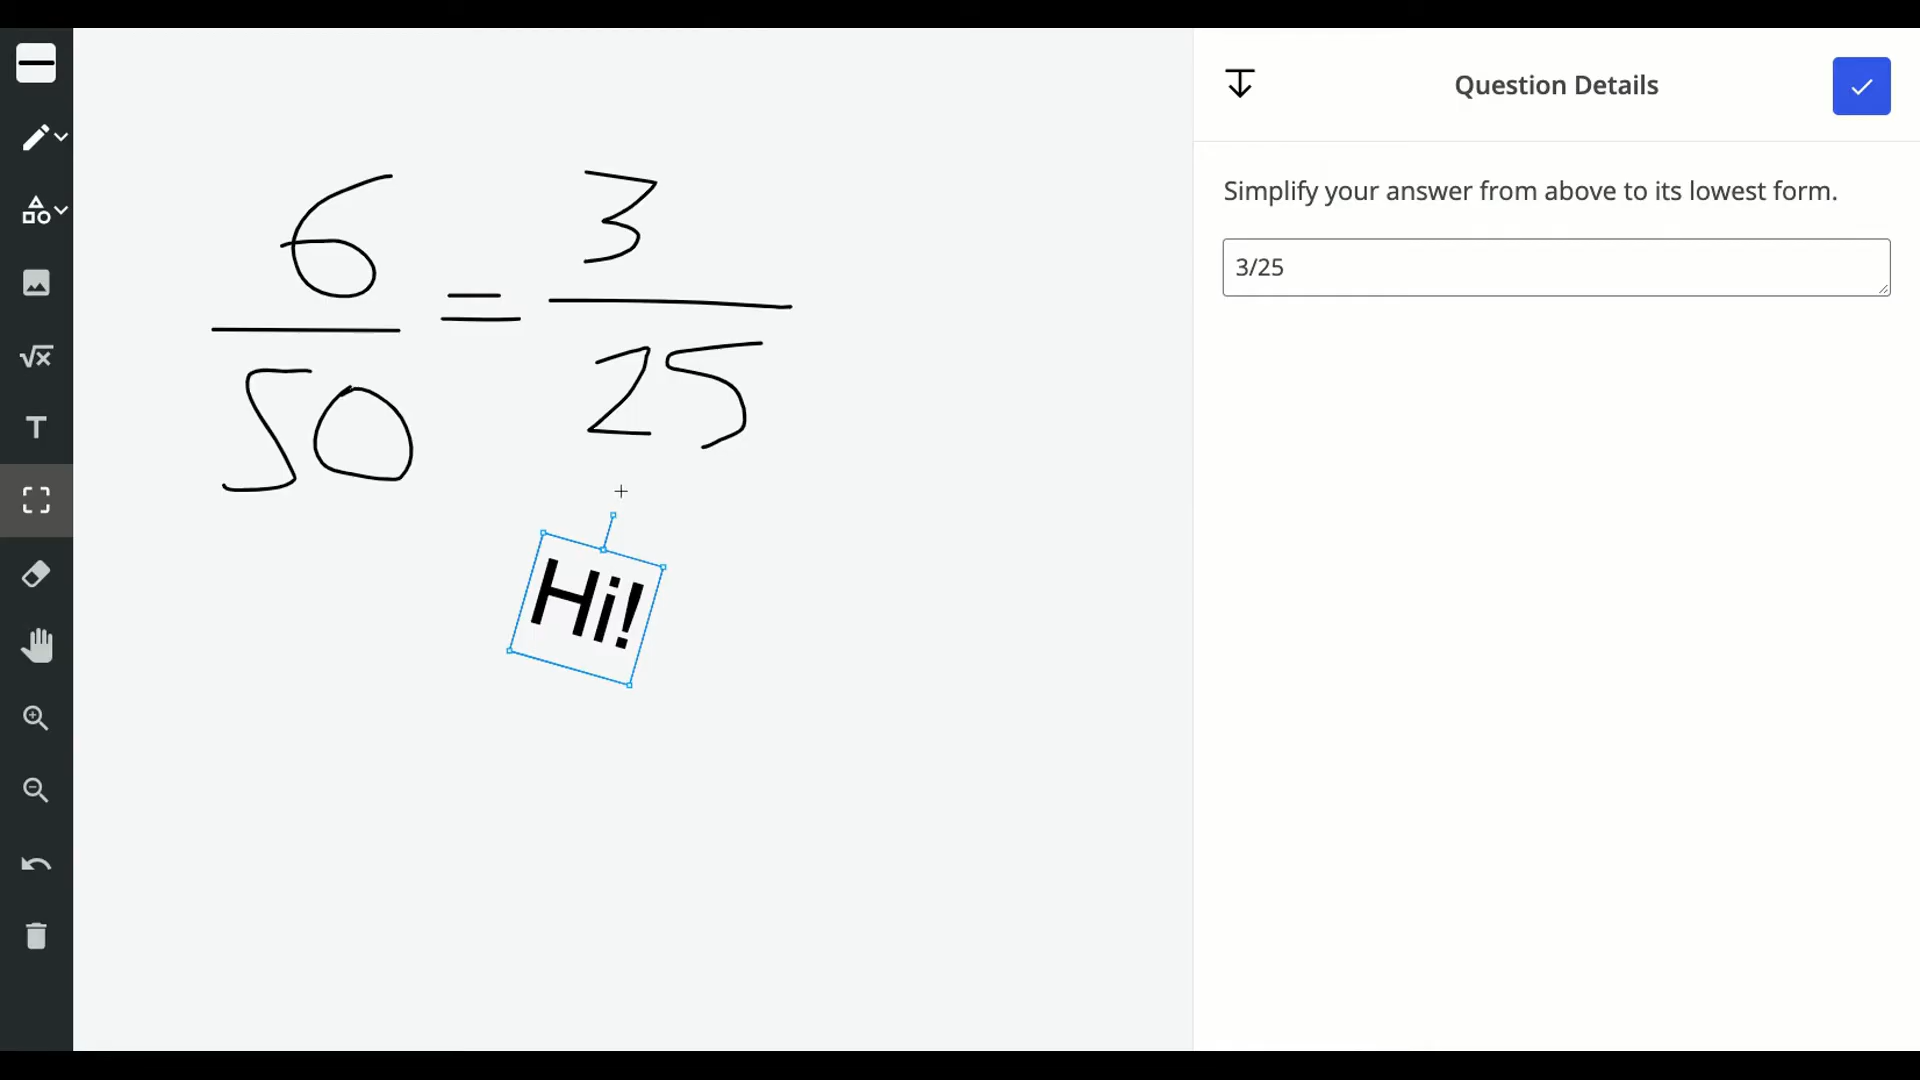 Question Details
Simplify your answer from above to its lowest form.
3/25
6/50 = 3/25
Hi!
√x
T